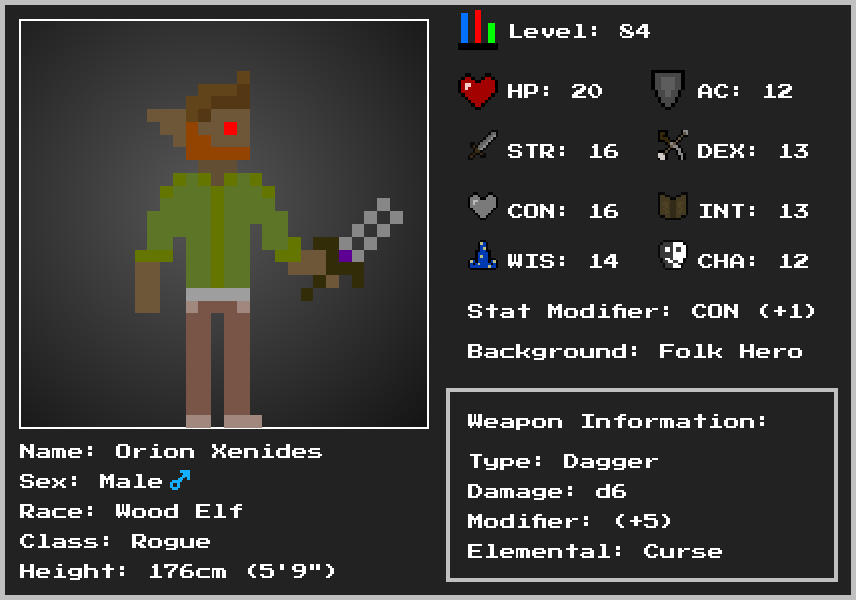 Level: 84
HP: 20 AC: 12
STR: 16 DEX: 13
CON: 16 INT: 13
WIS: 14 CHA: 12
Stat Modifier: CON (+1)
Background: Folk Hero
Weapon Information:
Type: Dagger
Damage: d6
Modifier: (+5)
Elemental: Curse
Name: Orion Xenides
Sex: Male♂
Race: Wood Elf
Class: Rogue
Height: 176cm (5'9")